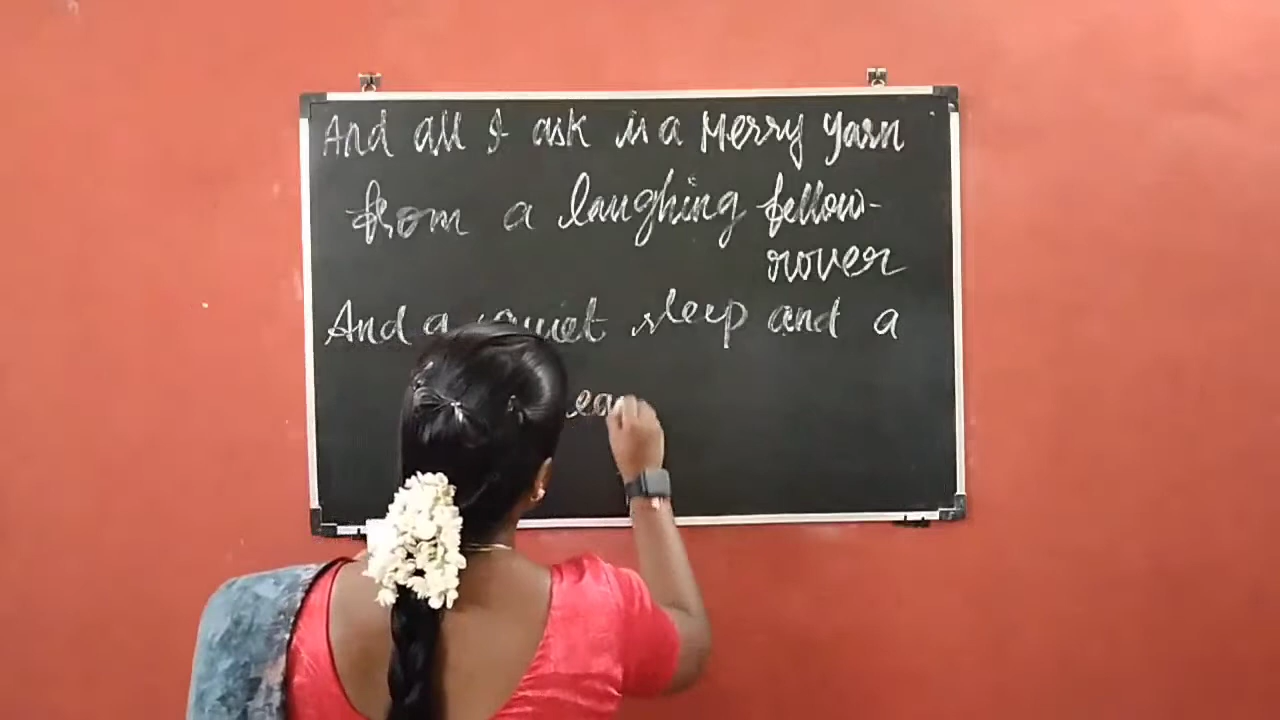 And all I ask is a Merry yarn
from a laughing fellow-
rover
And a quiet sleep and a